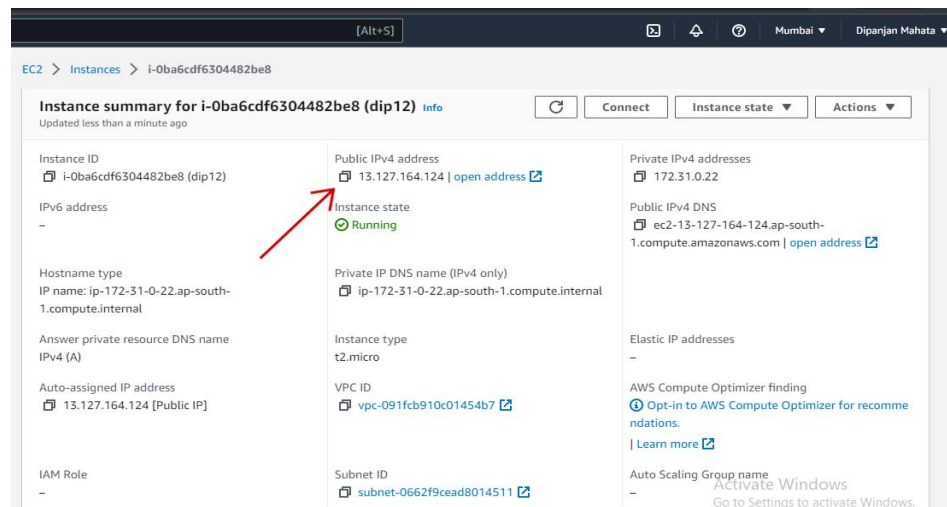 [Alt+S]
Mumbai ▼ Dipanjan Mahata ▼
EC2 > Instances > i-0ba6cdf6304482be8
Instance summary for i-0ba6cdf6304482be8 (dip12) Info
Connect Instance state ▼ Actions ▼
Updated less than a minute ago
Instance ID
i-0ba6cdf6304482be8 (dip12)
Public IPv4 address
13.127.164.124 | open address
Private IPv4 addresses
172.31.0.22
IPv6 address
–
Instance state
Running
Public IPv4 DNS
ec2-13-127-164-124.ap-south-
1.compute.amazonaws.com | open address
Hostname type
IP name: ip-172-31-0-22.ap-south-
1.compute.internal
Private IP DNS name (IPv4 only)
ip-172-31-0-22.ap-south-1.compute.internal
Answer private resource DNS name
IPv4 (A)
Instance type
t2.micro
Elastic IP addresses
–
Auto-assigned IP address
13.127.164.124 [Public IP]
VPC ID
vpc-091fcb910c01454b7
AWS Compute Optimizer finding
Opt-in to AWS Compute Optimizer for recomme
ndations.
| Learn more
IAM Role
–
Subnet ID
subnet-0662f9cead8014511
Auto Scaling Group name
–
Activate Windows
Go to Settings to activate Windows.